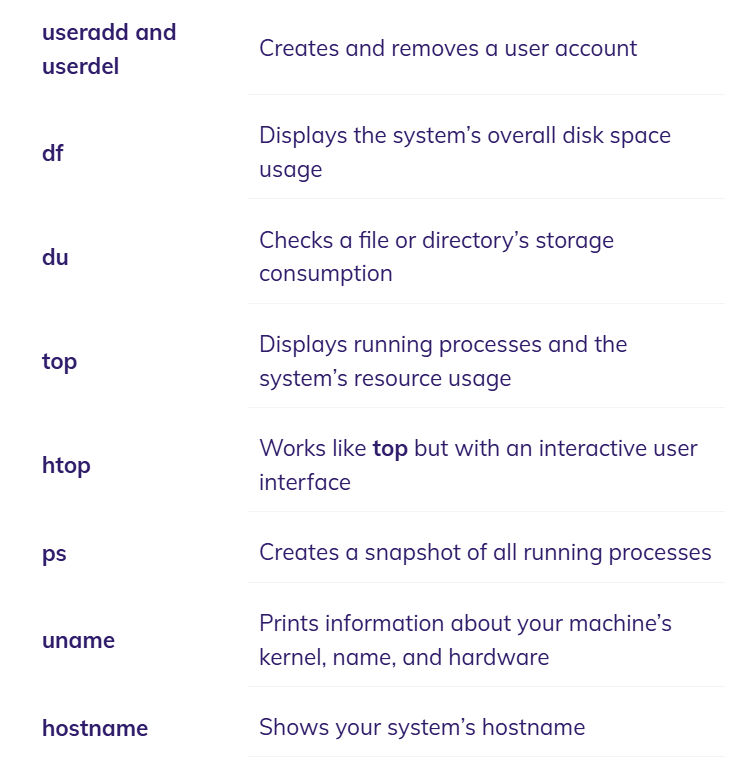 useradd and
userdel
Creates and removes a user account
df
Displays the system’s overall disk space
usage
du
Checks a file or directory’s storage
consumption
top
Displays running processes and the
system’s resource usage
htop
Works like top but with an interactive user
interface
ps
Creates a snapshot of all running processes
uname
Prints information about your machine’s
kernel, name, and hardware
hostname
Shows your system’s hostname